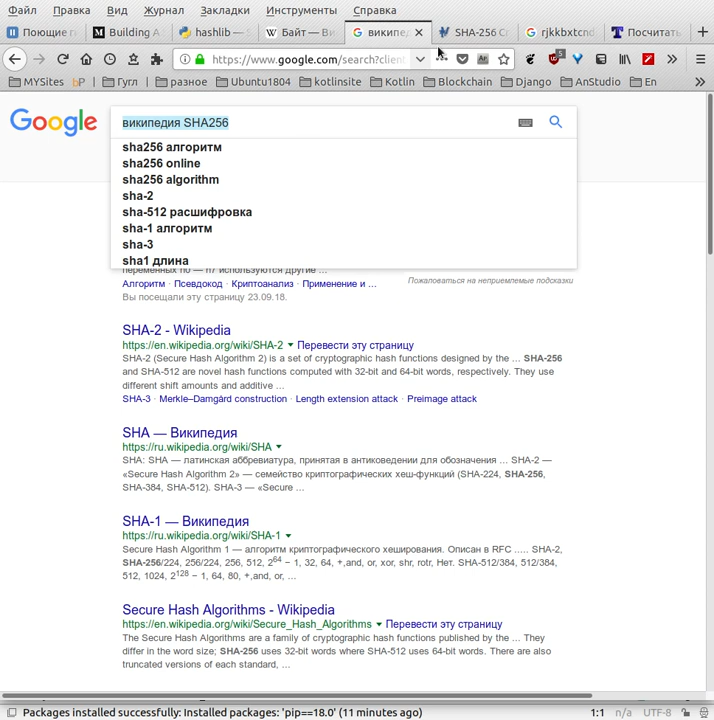 Файл Правка Вид Журнал Закладки Инструменты Справка
Поющие
Building A
hashlib —
Байт — Ви
википед
SHA-256 C
rjkkbxtcnd
Посчитать
https://www.google.com/search?clien
5
MYSites
bP
Гугл
разное
Ubuntu1804
kotlinsite
Kotlin
Blockchain
Django
AnStudio
En
Google
википедия SHA256
sha256 алгоритм
sha256 online
sha256 algorithm
sha-2
sha-512 расшифровка
sha-1 алгоритм
sha-3
sha1 длина
переменных h0 — h7 используются другие ...
Пожаловаться на неприемлемые подсказки
Алгоритм · Псевдокод · Криптоанализ · Применение и ...
Вы посещали эту страницу 23.09.18.
SHA-2 - Wikipedia
https://en.wikipedia.org/wiki/SHA-2 Перевести эту страницу
SHA-2 (Secure Hash Algorithm 2) is a set of cryptographic hash functions designed by the ... SHA-256
and SHA-512 are novel hash functions computed with 32-bit and 64-bit words, respectively. They use
different shift amounts and additive ...
SHA-3 · Merkle–Damgård construction · Length extension attack · Preimage attack
SHA — Википедия
https://ru.wikipedia.org/wiki/SHA
SHA: SHA — латинская аббревиатура, принятая в антиковедении для обозначения ... SHA-2 —
«Secure Hash Algorithm 2» — семейство криптографических хеш-функций (SHA-224, SHA-256,
SHA-384, SHA-512). SHA-3 — «Secure ...
SHA-1 — Википедия
https://ru.wikipedia.org/wiki/SHA-1
Secure Hash Algorithm 1 — алгоритм криптографического хеширования. Описан в RFC ..... SHA-2,
SHA-256/224, 256/224, 256, 512, 2^64 − 1, 32, 64, +,and, or, xor, shr, rotr, Нет. SHA-512/384, 512/384,
512, 1024, 2^128 − 1, 64, 80, +,and, or, ...
Secure Hash Algorithms - Wikipedia
https://en.wikipedia.org/wiki/Secure_Hash_Algorithms Перевести эту страницу
The Secure Hash Algorithms are a family of cryptographic hash functions published by the ... They
differ in the word size; SHA-256 uses 32-bit words where SHA-512 uses 64-bit words. There are also
truncated versions of each standard, ...
Packages installed successfully: Installed packages: 'pip==18.0' (11 minutes ago) 1:1 n/a UTF-8